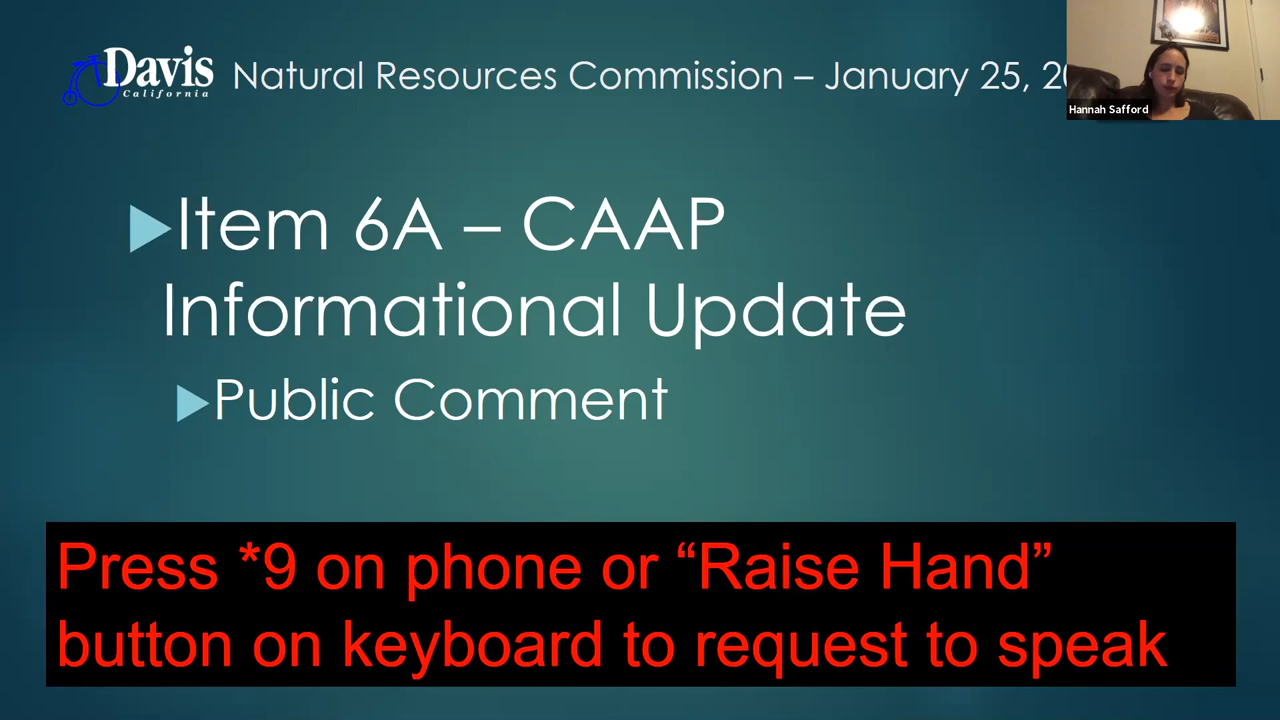 Davis
California
Natural Resources Commission – January 25,
Hannah Safford
Item 6A – CAAP
Informational Update
Public Comment
Press *9 on phone or “Raise Hand”
button on keyboard to request to speak